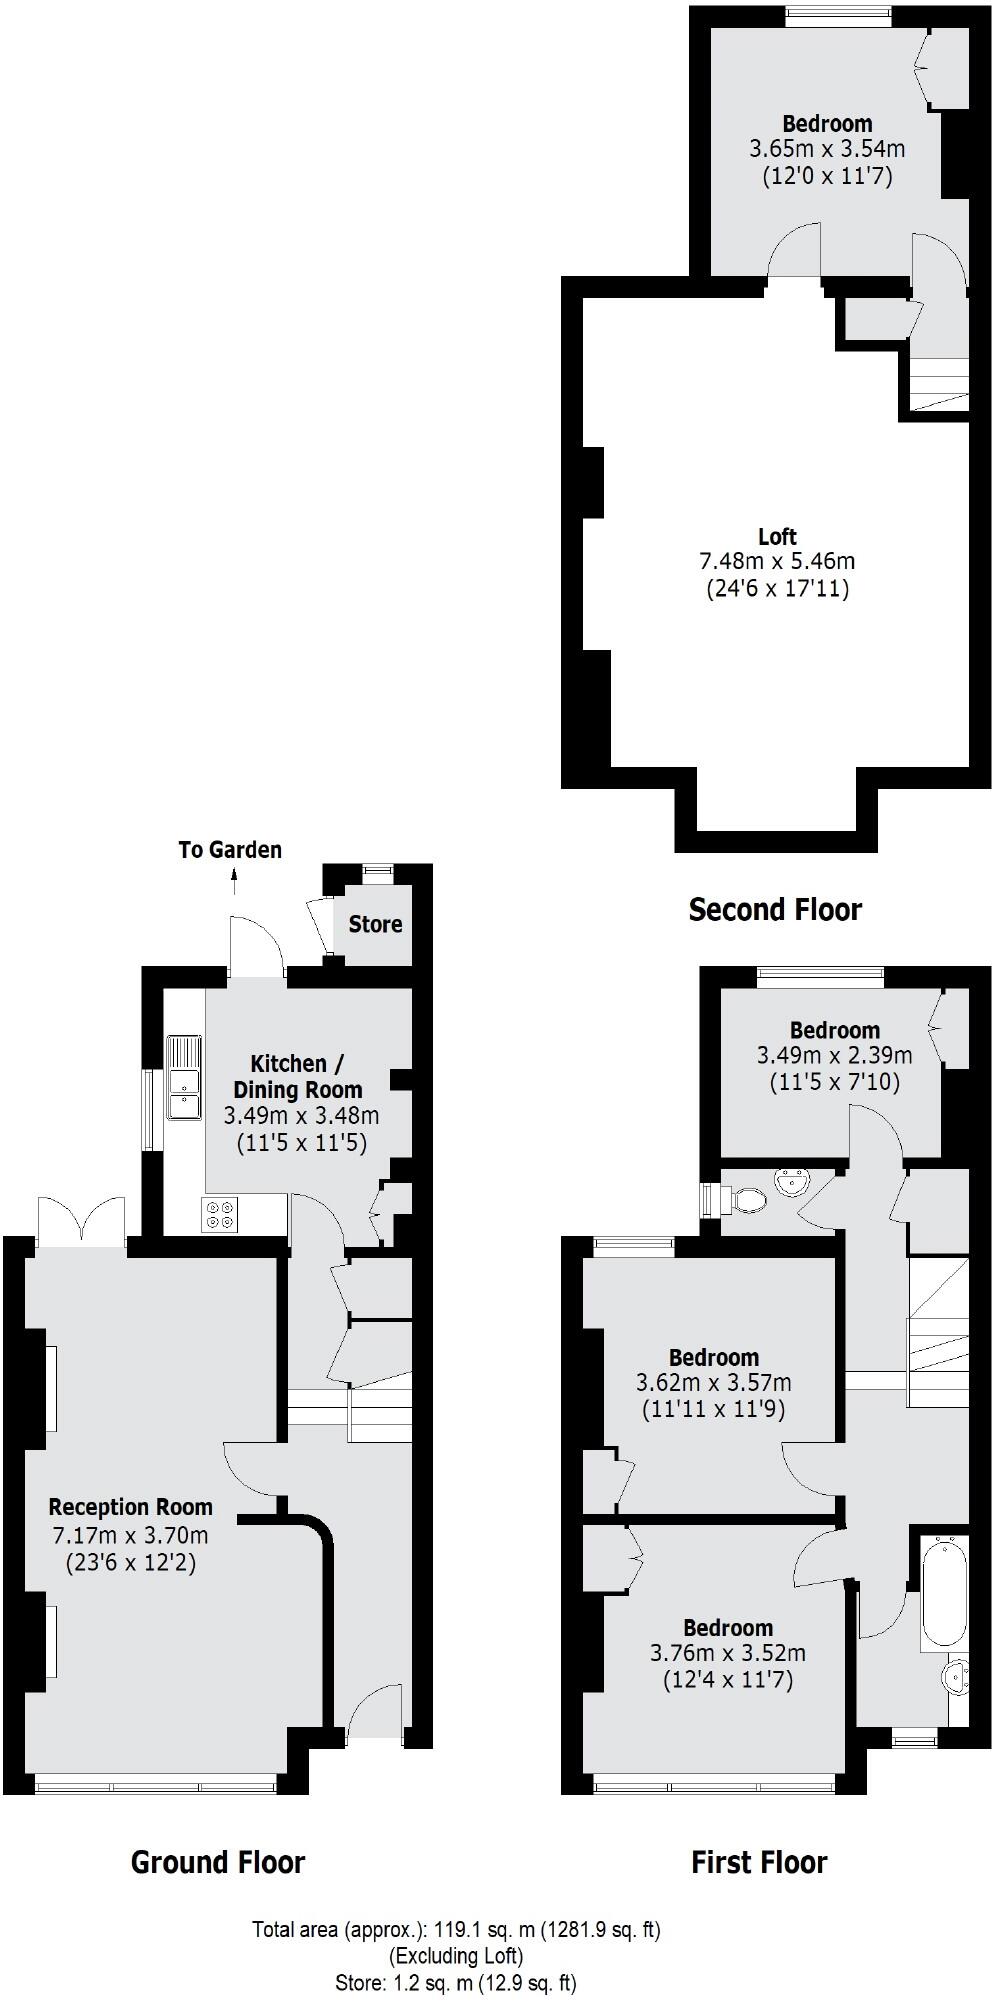 Bedroom
3.65m x 3.54m
(12'0 x 11'7)
Loft
7.48m x 5.46m
(24'6 x 17'11)
Second Floor
To Garden
Store
Kitchen /
Dining Room
3.49m x 3.48m
(11'5 x 11'5)
Reception Room
7.17m x 3.70m
(23'6 x 12'2)
Ground Floor
Bedroom
3.49m x 2.39m
(11'5 x 7'10)
Bedroom
3.62m x 3.57m
(11'11 x 11'9)
Bedroom
3.76m x 3.52m
(12'4 x 11'7)
First Floor
Total area (approx.): 119.1 sq. m (1281.9 sq. ft)
(Excluding Loft)
Store: 1.2 sq. m (12.9 sq. ft)